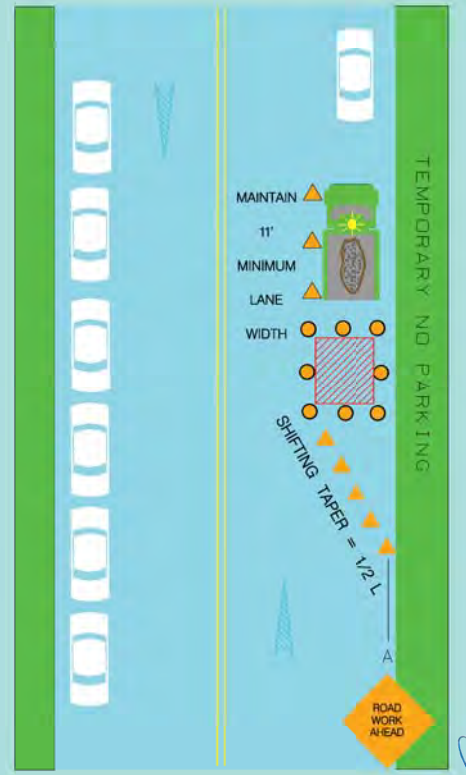 MAINTAIN
11'
MINIMUM
LANE
WIDTH
TEMPORARY NO PARKING
SHIFTING TAPER = 1/2 L
A
ROAD
WORK
AHEAD